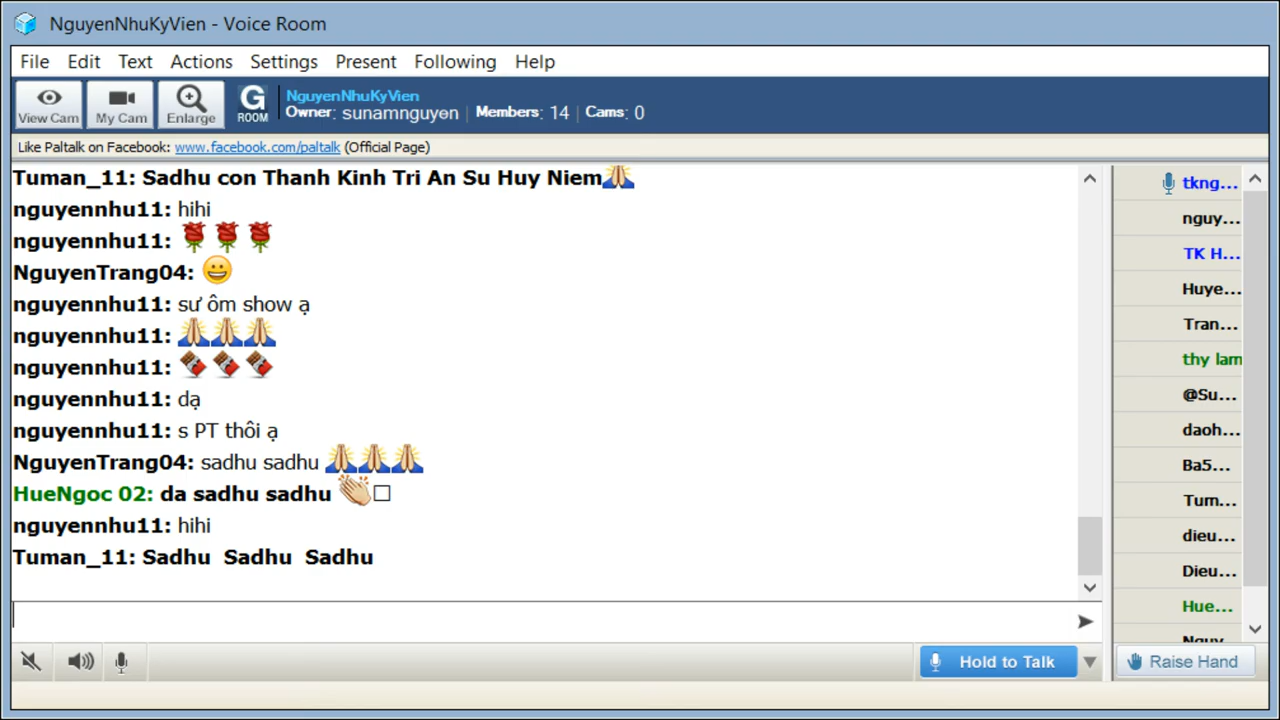 NguyenNhuKyVien - Voice Room
File Edit Text Actions Settings Present Following Help
View Cam My Cam Enlarge G ROOM
NguyenNhuKyVien
Owner: sunamnguyen | Members: 14 | Cams: 0
Like Paltalk on Facebook: www.facebook.com/paltalk (Official Page)
Tuman_11: Sadhu con Thanh Kinh Tri An Su Huy Niem🙏
nguyennhu11: hihi
nguyennhu11: 🌹🌹🌹
NguyenTrang04: 😀
nguyennhu11: sư ôm show ạ
nguyennhu11: 🙏🙏🙏
nguyennhu11: 🍫🍫🍫
nguyennhu11: dạ
nguyennhu11: s PT thôi ạ
NguyenTrang04: sadhu sadhu 🙏🙏🙏
HueNgoc 02: da sadhu sadhu 👏□
nguyennhu11: hihi
Tuman_11: Sadhu Sadhu Sadhu
tkng...
nguy...
TK H...
Huye...
Tran...
thy lam
@Su...
daoh...
Ba5...
Tum...
dieu...
Dieu...
Hue...
Hold to Talk
Raise Hand